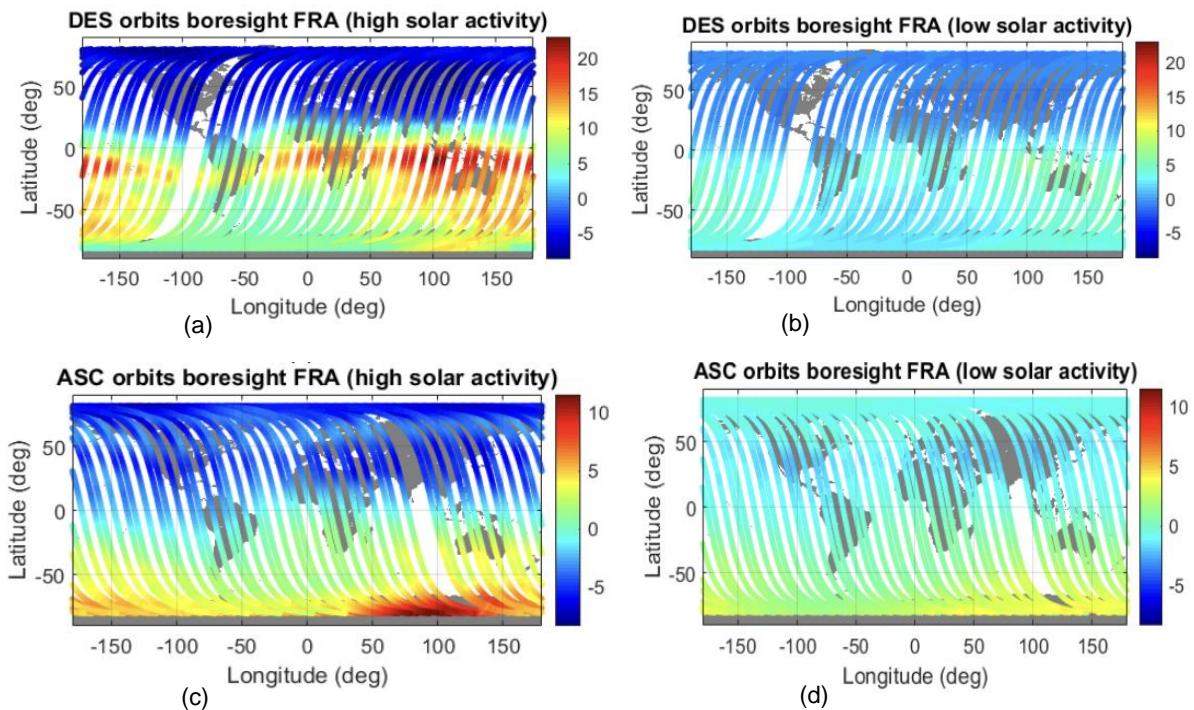 DES orbits boresight FRA (high solar activity)
50
0
-50
Latitude (deg)
-150 -100 -50 0 50 100 150
Longitude (deg)
20
15
10
5
0
-5
(a)
DES orbits boresight FRA (low solar activity)
50
0
-50
Latitude (deg)
-150 -100 -50 0 50 100 150
Longitude (deg)
20
15
10
5
0
-5
(b)
ASC orbits boresight FRA (high solar activity)
50
0
-50
Latitude (deg)
-150 -100 -50 0 50 100 150
Longitude (deg)
10
5
0
-5
(c)
ASC orbits boresight FRA (low solar activity)
50
0
-50
Latitude (deg)
-150 -100 -50 0 50 100 150
Longitude (deg)
10
5
0
-5
(d)